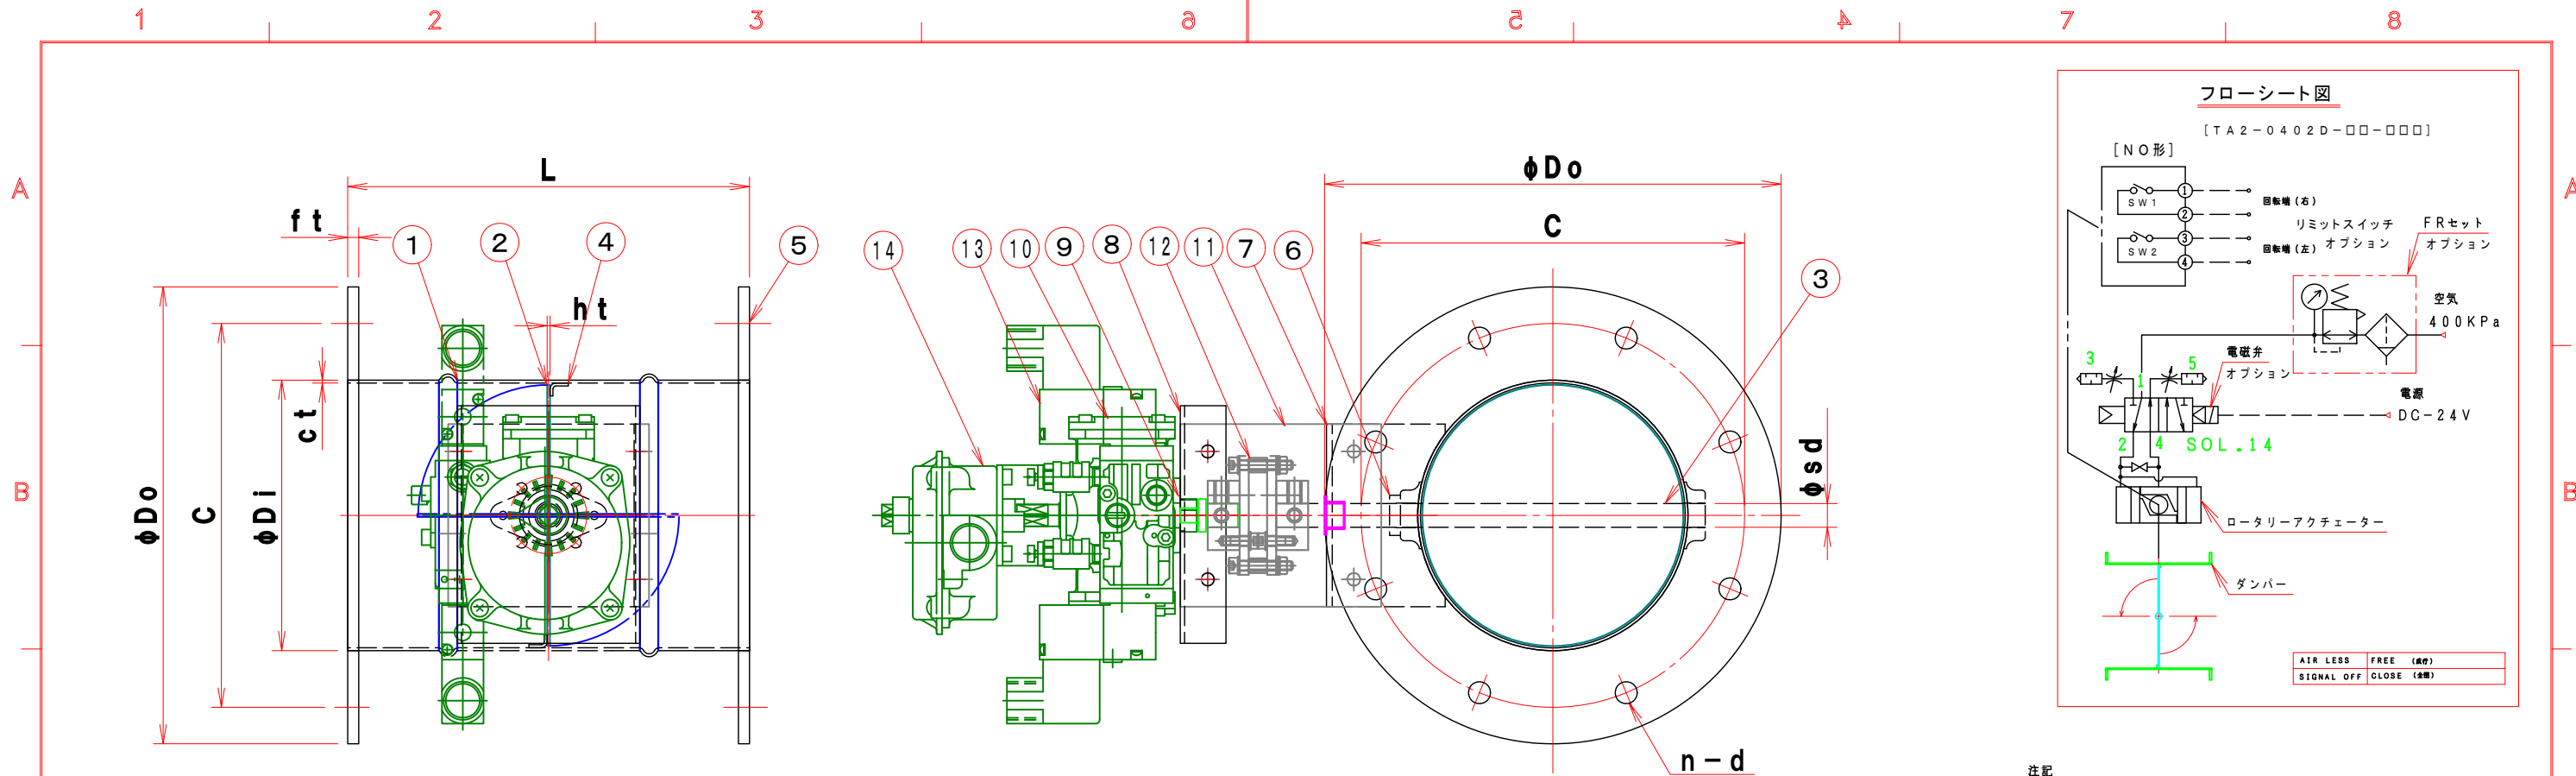 1 2 3 6 5 4 7 8
A A
B B
L
ft
1 2 4 5
ht
φDo
C
φDi
ct
14 13 10 9 8 12 11 7 6
φDo
C
3
φsd
n-d
フローシート図
[TA2-0402D-□□-□□□]
[NO形]
SW1
1
2
回転端(右)
SW2
3
4
回転端(左)
リミットスイッチ
オプション
FRセット
オプション
空気
400KPa
電磁弁
オプション
3
1
5
電源
DC-24V
2
4
SOL.14
ロータリーアクチェーター
ダンパー
AIR LESS FREE
SIGNAL OFF CLOSE
注記